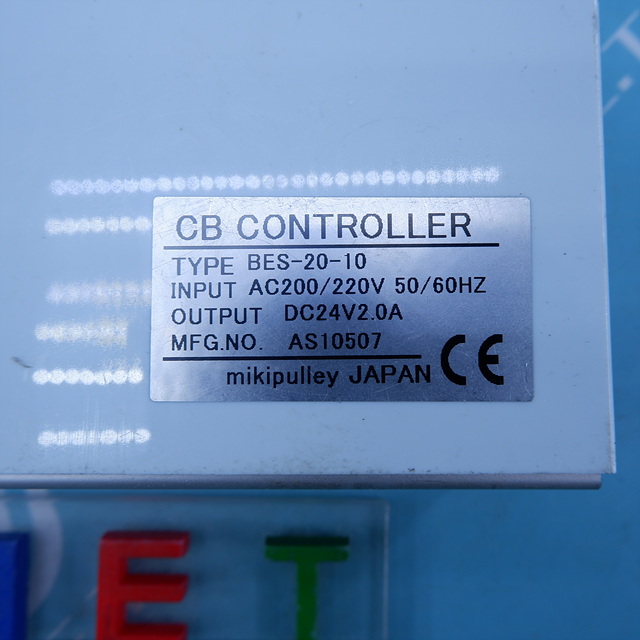 CB CONTROLLER
TYPE BES-20-10
INPUT AC200/220V 50/60HZ
OUTPUT DC24V2.0A
MFG.NO. AS10507
mikipulley JAPAN CE
ET